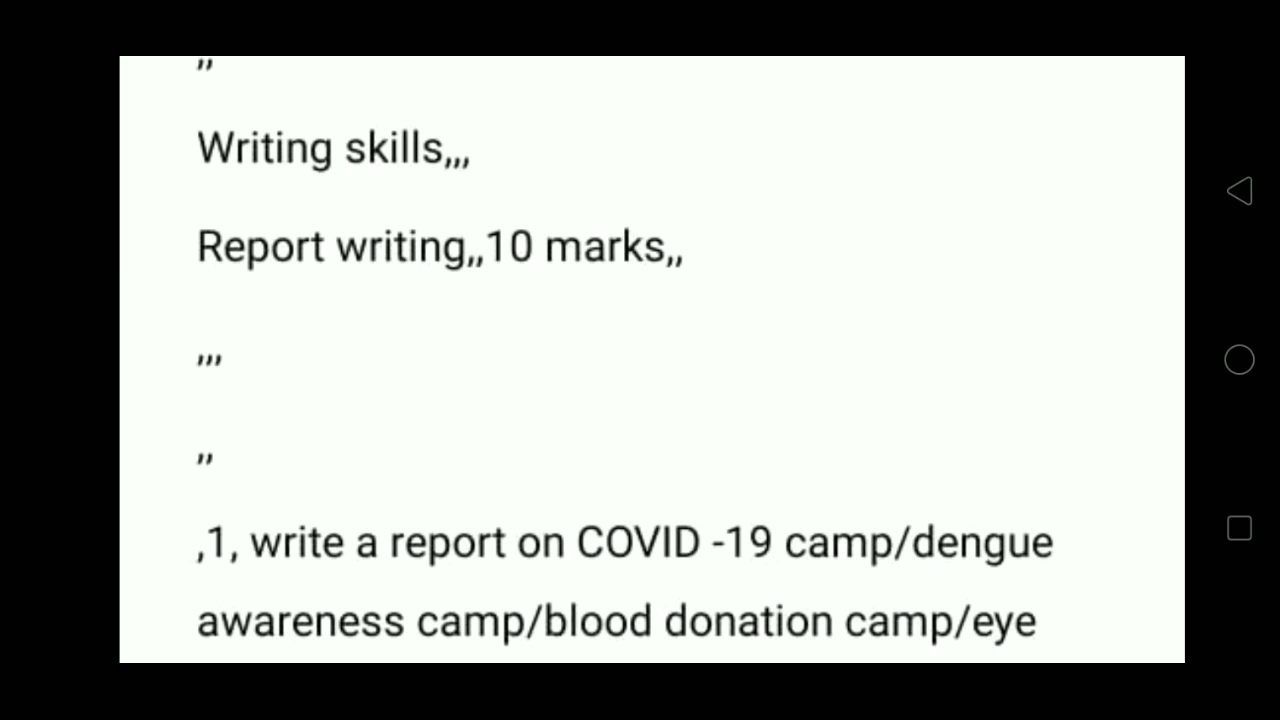 ,,
Writing skills,,,
Report writing,,10 marks,,
,,,
,,
,1, write a report on COVID -19 camp/dengue
awareness camp/blood donation camp/eye